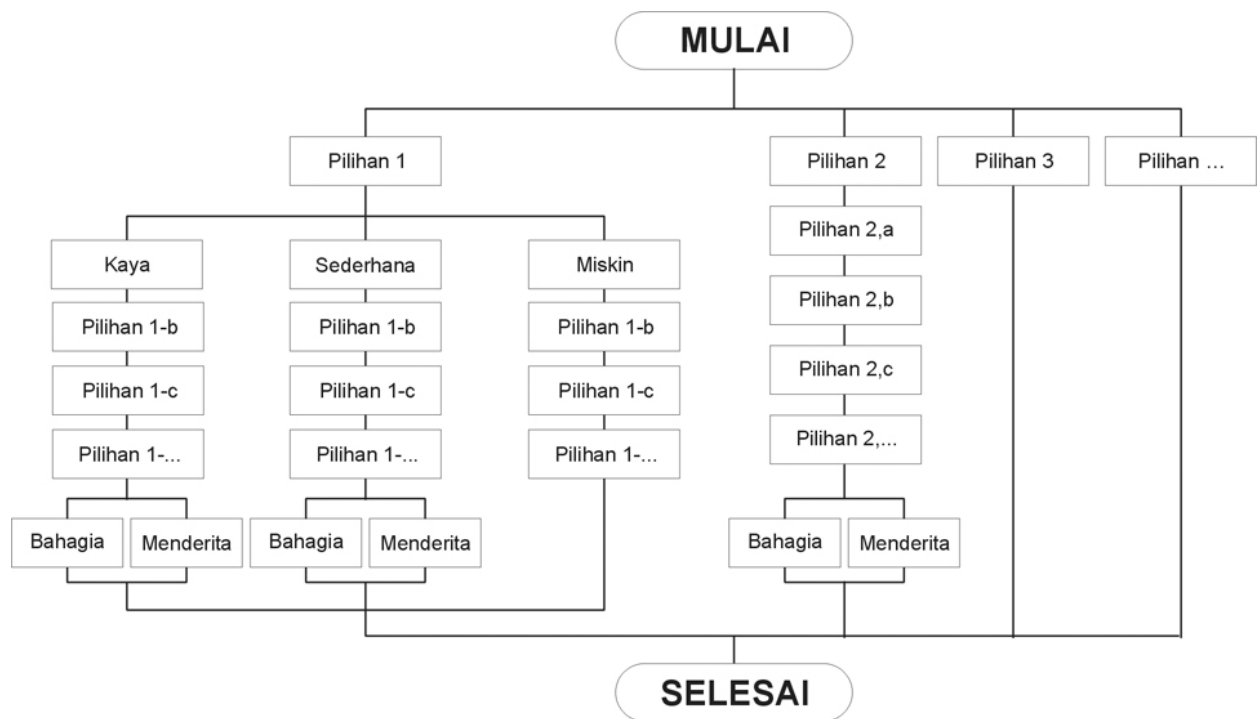 MULAI
Pilihan 1
Pilihan 2
Pilihan 3
Pilihan ...
Kaya
Sederhana
Miskin
Pilihan 2,a
Pilihan 1-b
Pilihan 1-b
Pilihan 1-b
Pilihan 2,b
Pilihan 1-c
Pilihan 1-c
Pilihan 1-c
Pilihan 2,c
Pilihan 1-...
Pilihan 1-...
Pilihan 1-...
Pilihan 2,...
Bahagia
Menderita
Bahagia
Menderita
Bahagia
Menderita
SELESAI